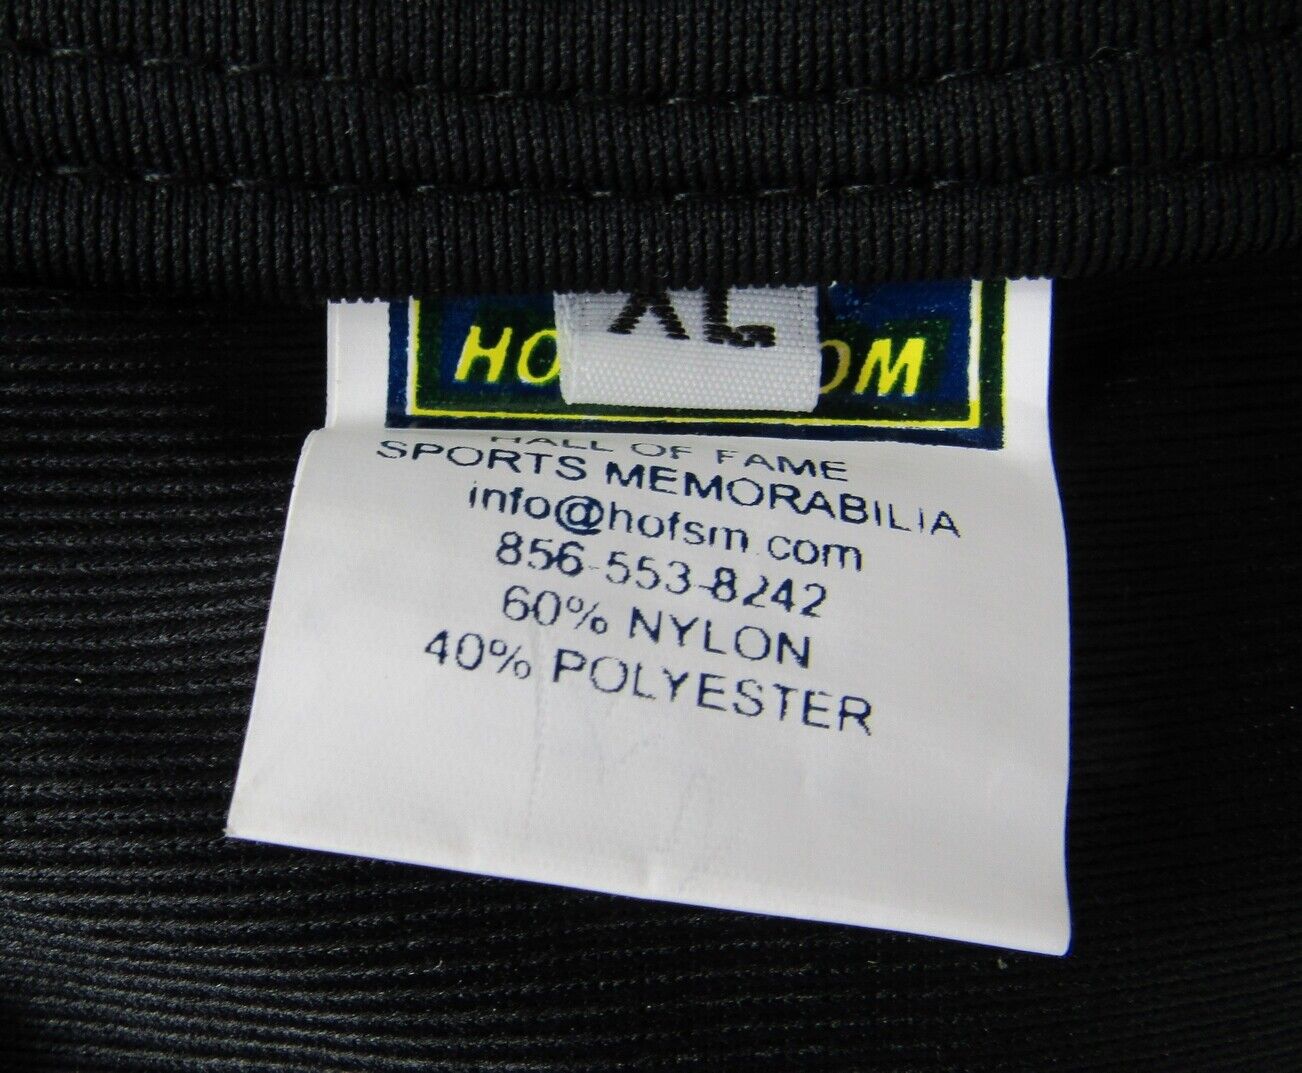 XL
HO OM
HALL OF FAME
SPORTS MEMORABILIA
info@hofsm.com
856-553-8242
60% NYLON
40% POLYESTER